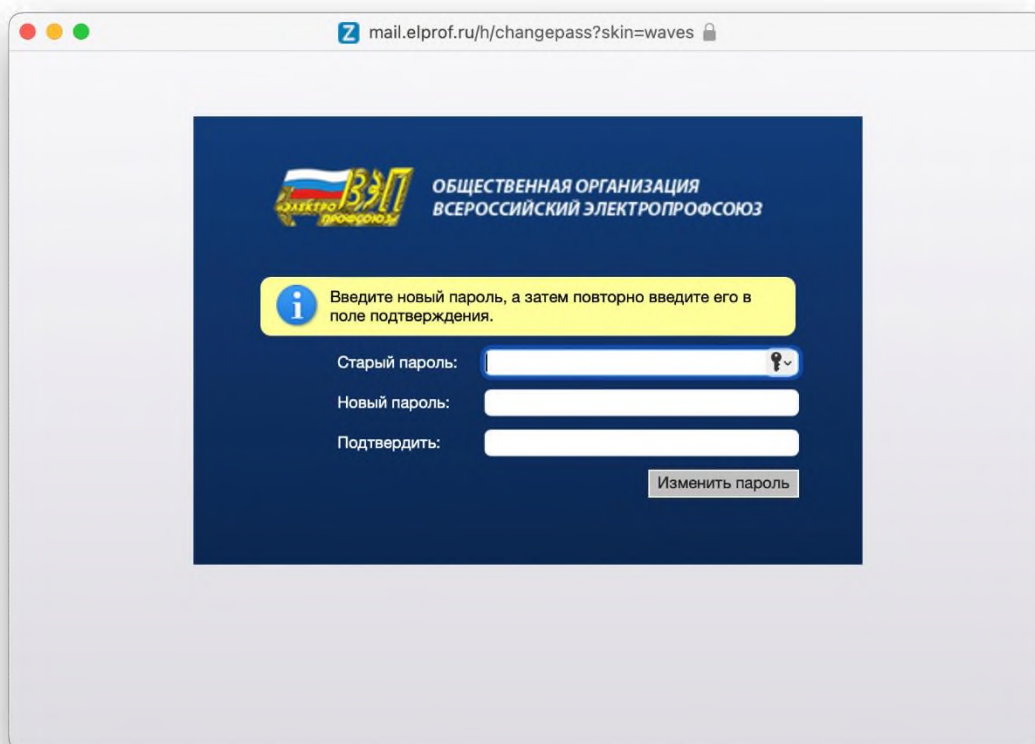 mail.elprof.ru/h/changepass?skin=waves
ВЭП
ЭЛЕКТРО
ПРОФСОЮЗ
ОБЩЕСТВЕННАЯ ОРГАНИЗАЦИЯ
ВСЕРОССИЙСКИЙ ЭЛЕКТРОПРОФСОЮЗ
Введите новый пароль, а затем повторно введите его в
поле подтверждения.
Старый пароль:
Новый пароль:
Подтвердить:
Изменить пароль